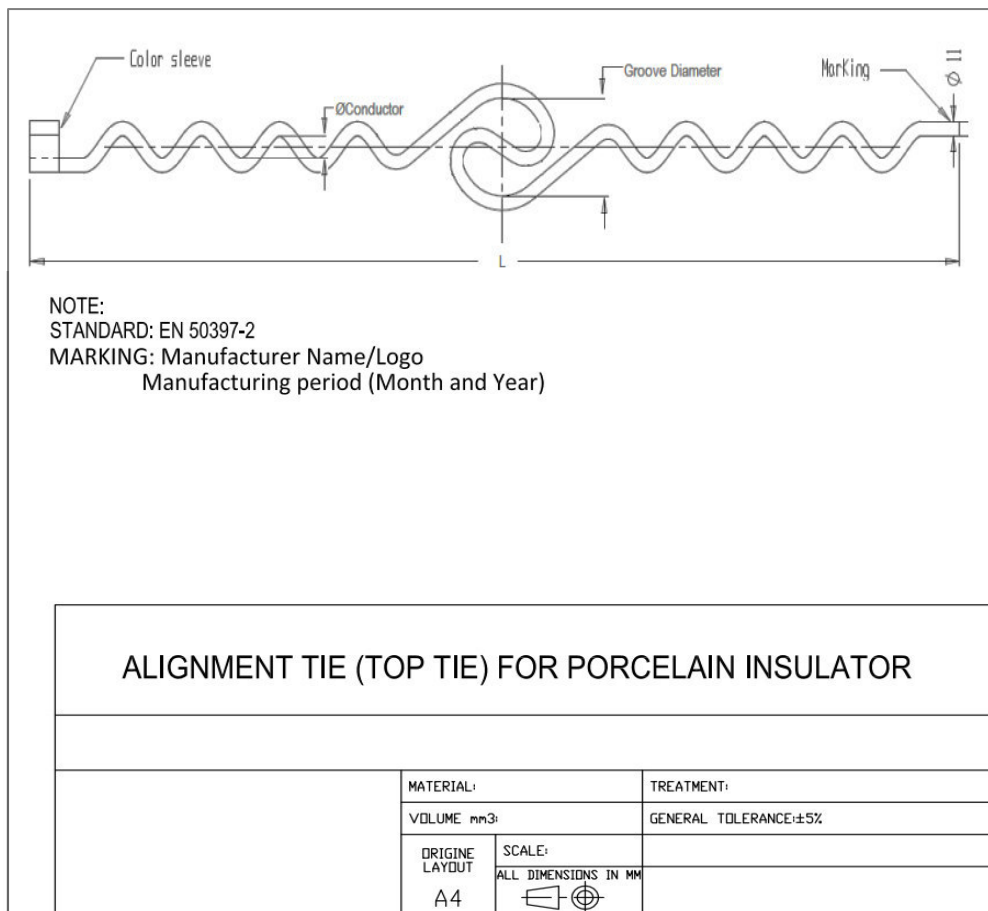 Color sleeve
ØConductor
Groove Diameter
Marking
Ø 11
L
NOTE:
STANDARD: EN 50397-2
MARKING: Manufacturer Name/Logo
Manufacturing period (Month and Year)
ALIGNMENT TIE (TOP TIE) FOR PORCELAIN INSULATOR
MATERIAL:
TREATMENT:
VOLUME mm3:
GENERAL TOLERANCE:±5%
ORIGINE
LAYOUT
A4
SCALE:
ALL DIMENSIONS IN MM